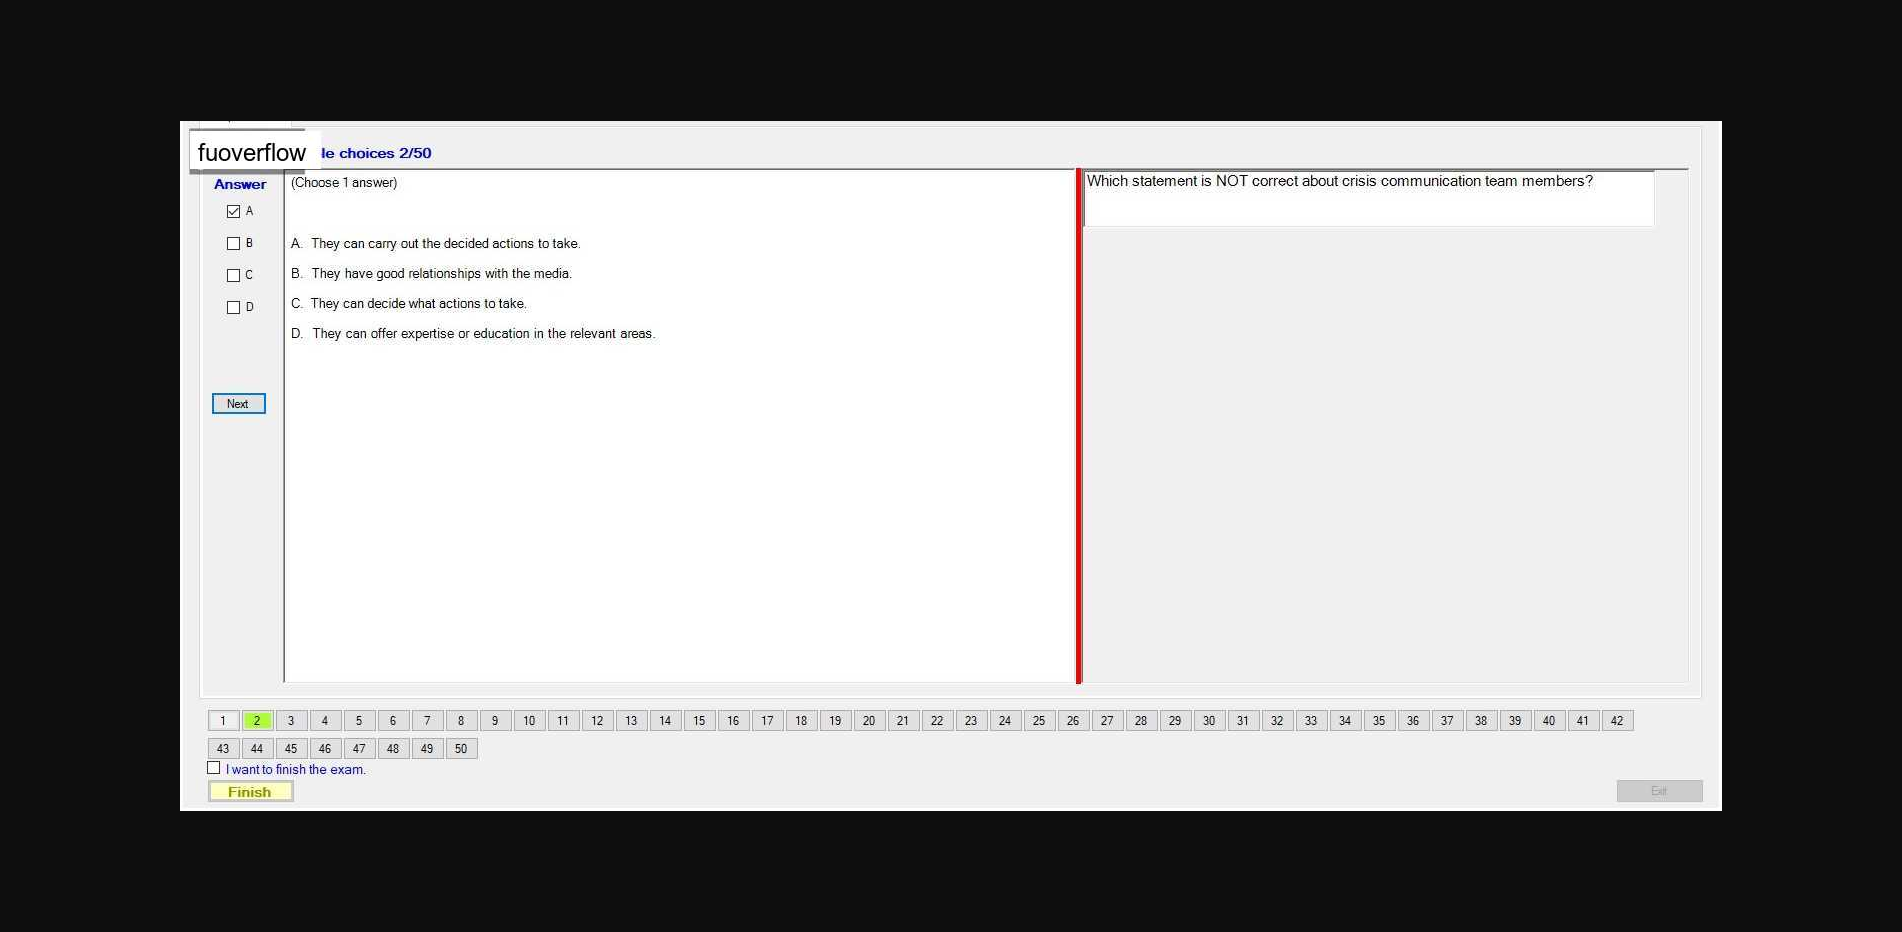 fuoverflow
le choices 2/50
Answer
(Choose 1 answer)
Which statement is NOT correct about crisis communication team members?
A
B
C
D
A. They can carry out the decided actions to take.
B. They have good relationships with the media.
C. They can decide what actions to take.
D. They can offer expertise or education in the relevant areas.
Next
1 2 3 4 5 6 7 8 9 10 11 12 13 14 15 16 17 18 19 20 21 22 23 24 25 26 27 28 29 30 31 32 33 34 35 36 37 38 39 40 41 42
43 44 45 46 47 48 49 50
I want to finish the exam.
Finish
Exit